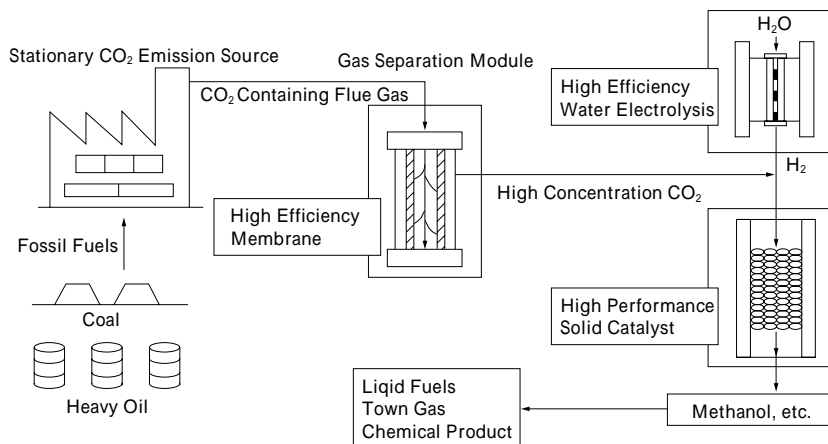 Stationary CO₂ Emission Source
CO₂ Containing Flue Gas
Gas Separation Module
High Efficiency
Membrane
Fossil Fuels
Coal
Heavy Oil
High Concentration CO₂
H₂O
High Efficiency
Water Electrolysis
H₂
High Performance
Solid Catalyst
Methanol, etc.
Liqid Fuels
Town Gas
Chemical Product